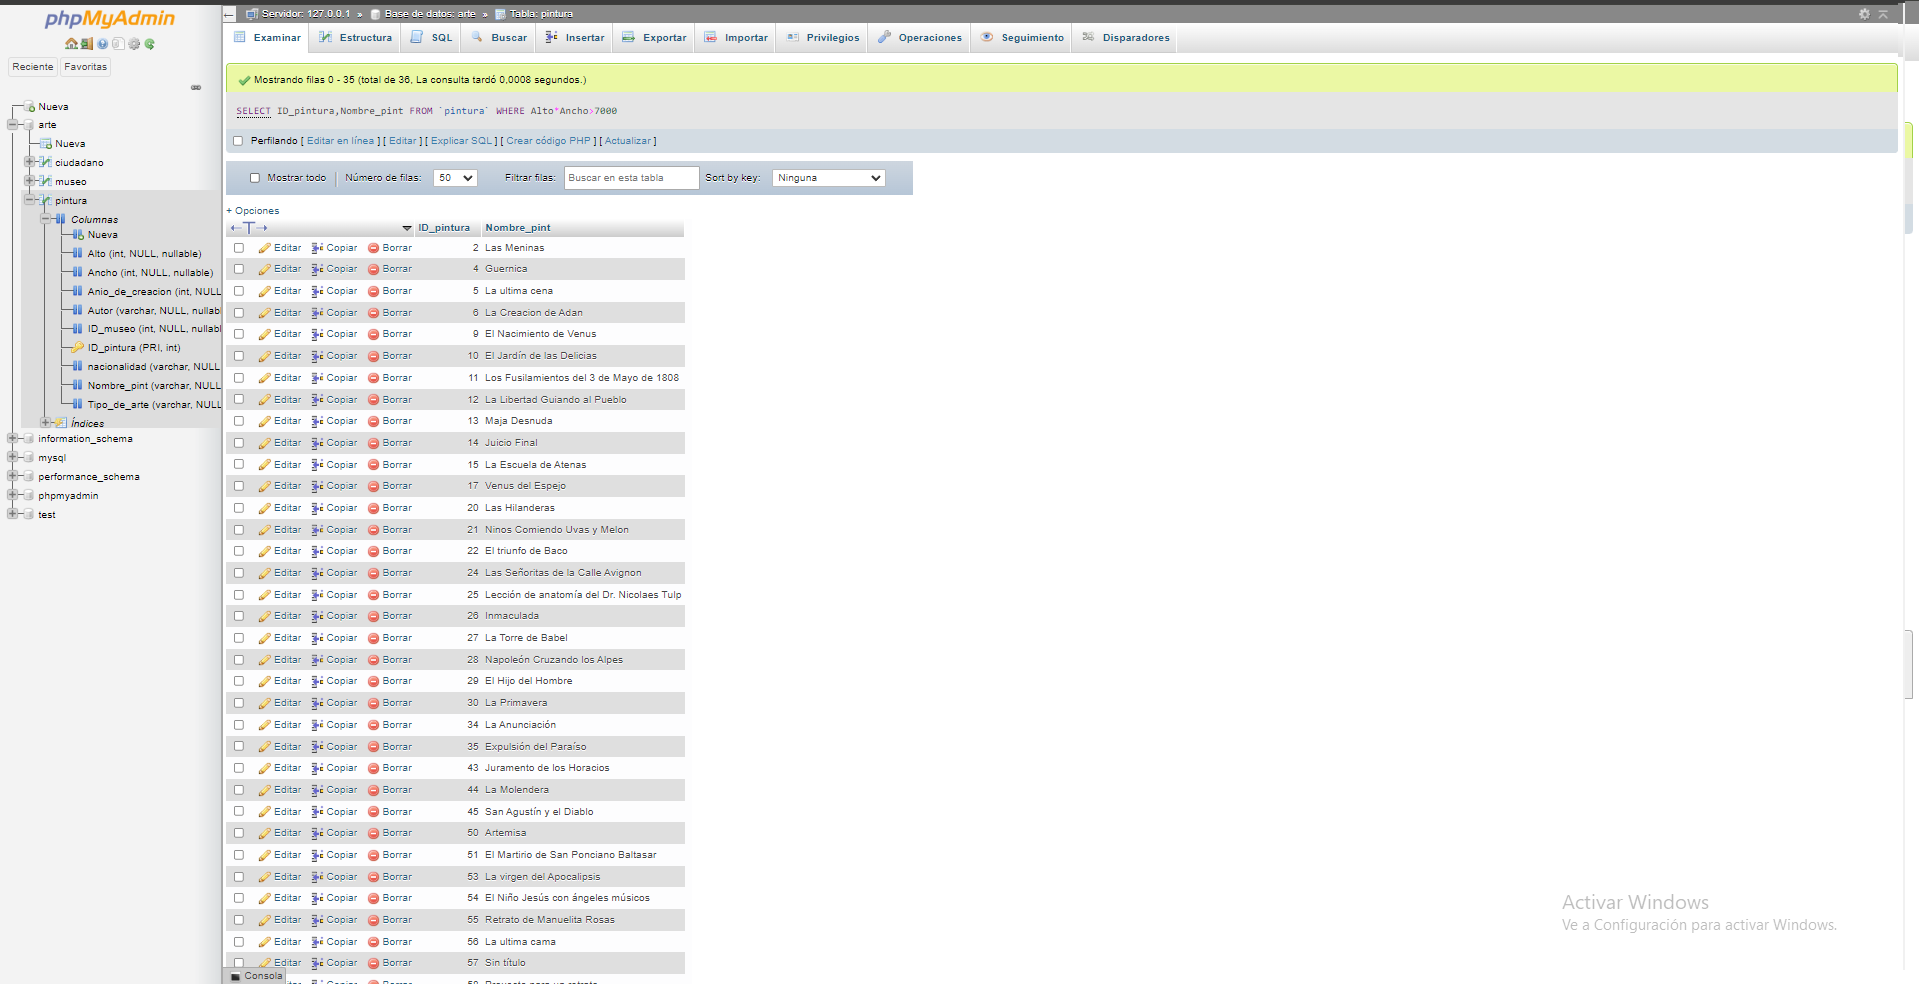 phpMyAdmin
Reciente Favoritas
Nueva
arte
Nueva
ciudadano
museo
pintura
Columnas
Nueva
Alto (int, NULL, nullable)
Ancho (int, NULL, nullable)
Anio_de_creacion (int, NULL
Autor (varchar, NULL, nullabl
ID_museo (int, NULL, nullabl
ID_pintura (PRI, int)
nacionalidad (varchar, NULL
Nombre_pint (varchar, NULL
Tipo_de_arte (varchar, NULL
Índices
information_schema
mysql
performance_schema
phpmyadmin
test
Servidor: 127.0.0.1 » Base de datos: arte » Tabla: pintura
Examinar Estructura SQL Buscar Insertar Exportar Importar Privilegios Operaciones Seguimiento Disparadores
Mostrando filas 0 - 35 (total de 36, La consulta tardó 0,0008 segundos.)
SELECT ID_pintura,Nombre_pint FROM `pintura` WHERE Alto*Ancho>7000
Perfilando [ Editar en línea ] [ Editar ] [ Explicar SQL ] [ Crear código PHP ] [ Actualizar ]
Mostrar todo Número de filas: 50 Filtrar filas: Buscar en esta tabla Sort by key: Ninguna
+ Opciones
←T→ ID_pintura Nombre_pint
Editar Copiar Borrar 2 Las Meninas
Editar Copiar Borrar 4 Guernica
Editar Copiar Borrar 5 La ultima cena
Editar Copiar Borrar 6 La Creacion de Adan
Editar Copiar Borrar 9 El Nacimiento de Venus
Editar Copiar Borrar 10 El Jardín de las Delicias
Editar Copiar Borrar 11 Los Fusilamientos del 3 de Mayo de 1808
Editar Copiar Borrar 12 La Libertad Guiando al Pueblo
Editar Copiar Borrar 13 Maja Desnuda
Editar Copiar Borrar 14 Juicio Final
Editar Copiar Borrar 15 La Escuela de Atenas
Editar Copiar Borrar 17 Venus del Espejo
Editar Copiar Borrar 20 Las Hilanderas
Editar Copiar Borrar 21 Ninos Comiendo Uvas y Melon
Editar Copiar Borrar 22 El triunfo de Baco
Editar Copiar Borrar 24 Las Señoritas de la Calle Avignon
Editar Copiar Borrar 25 Lección de anatomía del Dr. Nicolaes Tulp
Editar Copiar Borrar 26 Inmaculada
Editar Copiar Borrar 27 La Torre de Babel
Editar Copiar Borrar 28 Napoleón Cruzando los Alpes
Editar Copiar Borrar 29 El Hijo del Hombre
Editar Copiar Borrar 30 La Primavera
Editar Copiar Borrar 34 La Anunciación
Editar Copiar Borrar 35 Expulsión del Paraíso
Editar Copiar Borrar 43 Juramento de los Horacios
Editar Copiar Borrar 44 La Molendera
Editar Copiar Borrar 45 San Agustín y el Diablo
Editar Copiar Borrar 50 Artemisa
Editar Copiar Borrar 51 El Martirio de San Ponciano Baltasar
Editar Copiar Borrar 53 La virgen del Apocalipsis
Editar Copiar Borrar 54 El Niño Jesús con ángeles músicos
Editar Copiar Borrar 55 Retrato de Manuelita Rosas
Editar Copiar Borrar 56 La ultima cama
Editar Copiar Borrar 57 Sin título
Consola
Activar Windows
Ve a Configuración para activar Windows.